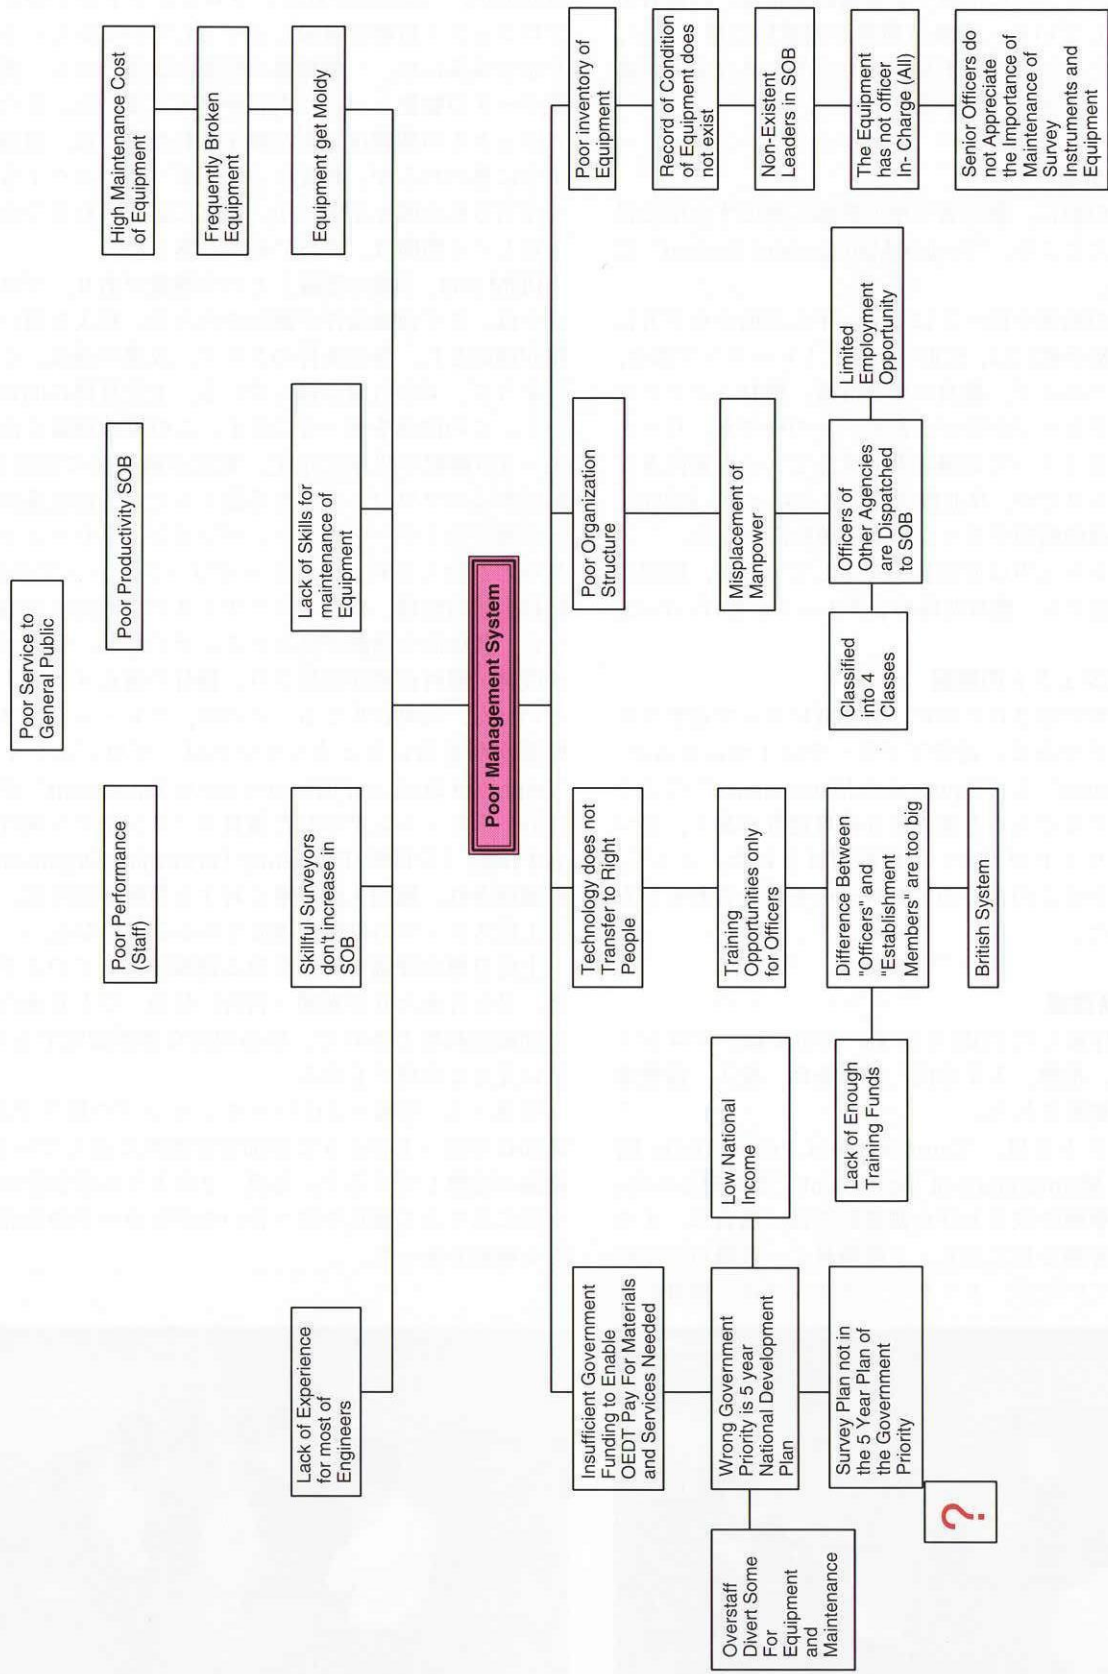 Poor Service to
General Public
Poor Performance
(Staff)
Poor Productivity SOB
High Maintenance Cost
of Equipment
Frequently Broken
Equipment
Equipment get Moldy
Lack of Experience
for most of
Engineers
Skillful Surveyors
don't increase in
SOB
Lack of Skills for
maintenance of
Equipment
Poor Management System
Insufficient Government
Funding to Enable
OEDT Pay For Materials
and Services Needed
Technology does not
Transfer to Right
People
Poor Organization
Structure
Poor inventory of
Equipment
Record of Condition
of Equipment does
not exist
Overstaff
Divert Some
For
Equipment
and
Maintenance
Wrong Government
Priority is 5 year
National Development
Plan
Low National
Income
Training
Opportunities only
for Officers
Misplacement of
Manpower
Non-Existent
Leaders in SOB
Survey Plan not in
the 5 Year Plan of
the Government
Priority
?
Lack of Enough
Training Funds
Difference Between
"Officers" and
"Establishment
Members" are too big
Classified
into 4
Classes
Officers of
Other Agencies
are Dispatched
to SOB
Limited
Employment
Opportunity
The Equipment
has not officer
In- Charge (All)
British System
Senior Officers do
not Appreciate
the Importance of
Maintenance of
Survey
Instruments and
Equipment